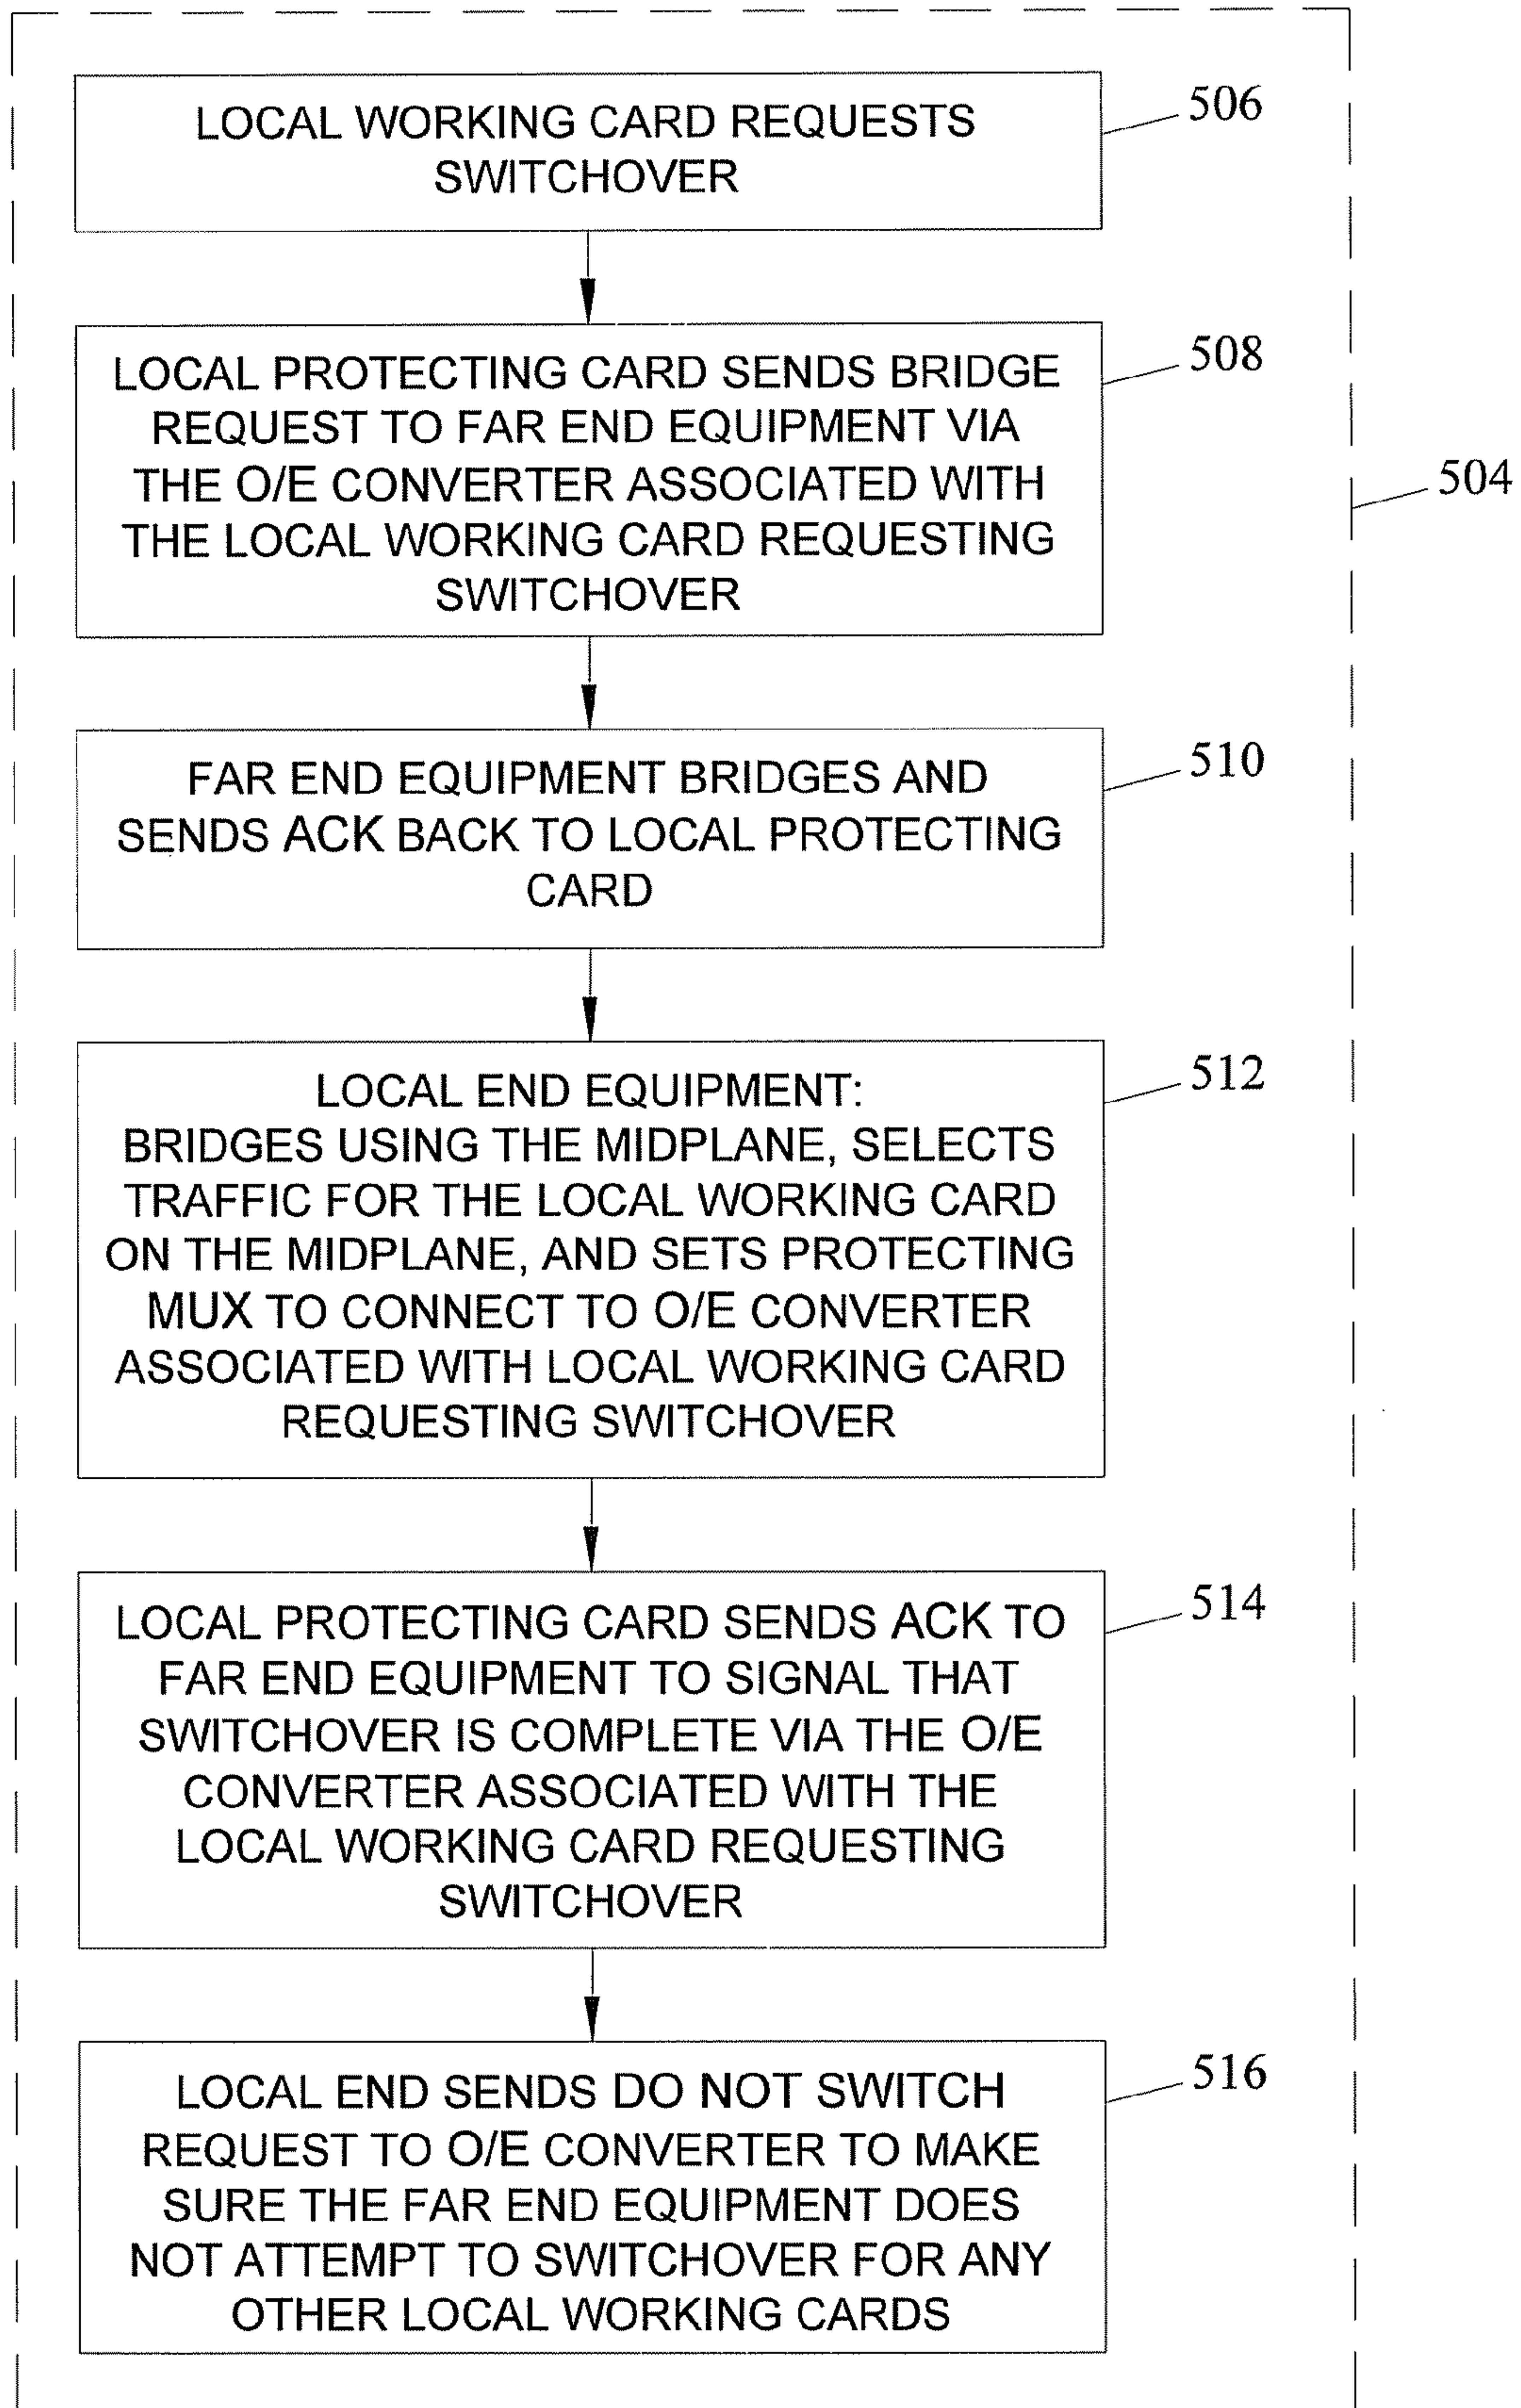 LOCAL WORKING CARD REQUESTS
SWITCHOVER
506
LOCAL PROTECTING CARD SENDS BRIDGE
REQUEST TO FAR END EQUIPMENT VIA
THE O/E CONVERTER ASSOCIATED WITH
THE LOCAL WORKING CARD REQUESTING
SWITCHOVER
508
504
FAR END EQUIPMENT BRIDGES AND
SENDS ACK BACK TO LOCAL PROTECTING
CARD
510
LOCAL END EQUIPMENT:
BRIDGES USING THE MIDPLANE, SELECTS
TRAFFIC FOR THE LOCAL WORKING CARD
ON THE MIDPLANE, AND SETS PROTECTING
MUX TO CONNECT TO O/E CONVERTER
ASSOCIATED WITH LOCAL WORKING CARD
REQUESTING SWITCHOVER
512
LOCAL PROTECTING CARD SENDS ACK TO
FAR END EQUIPMENT TO SIGNAL THAT
SWITCHOVER IS COMPLETE VIA THE O/E
CONVERTER ASSOCIATED WITH THE
LOCAL WORKING CARD REQUESTING
SWITCHOVER
514
LOCAL END SENDS DO NOT SWITCH
REQUEST TO O/E CONVERTER TO MAKE
SURE THE FAR END EQUIPMENT DOES
NOT ATTEMPT TO SWITCHOVER FOR ANY
OTHER LOCAL WORKING CARDS
516